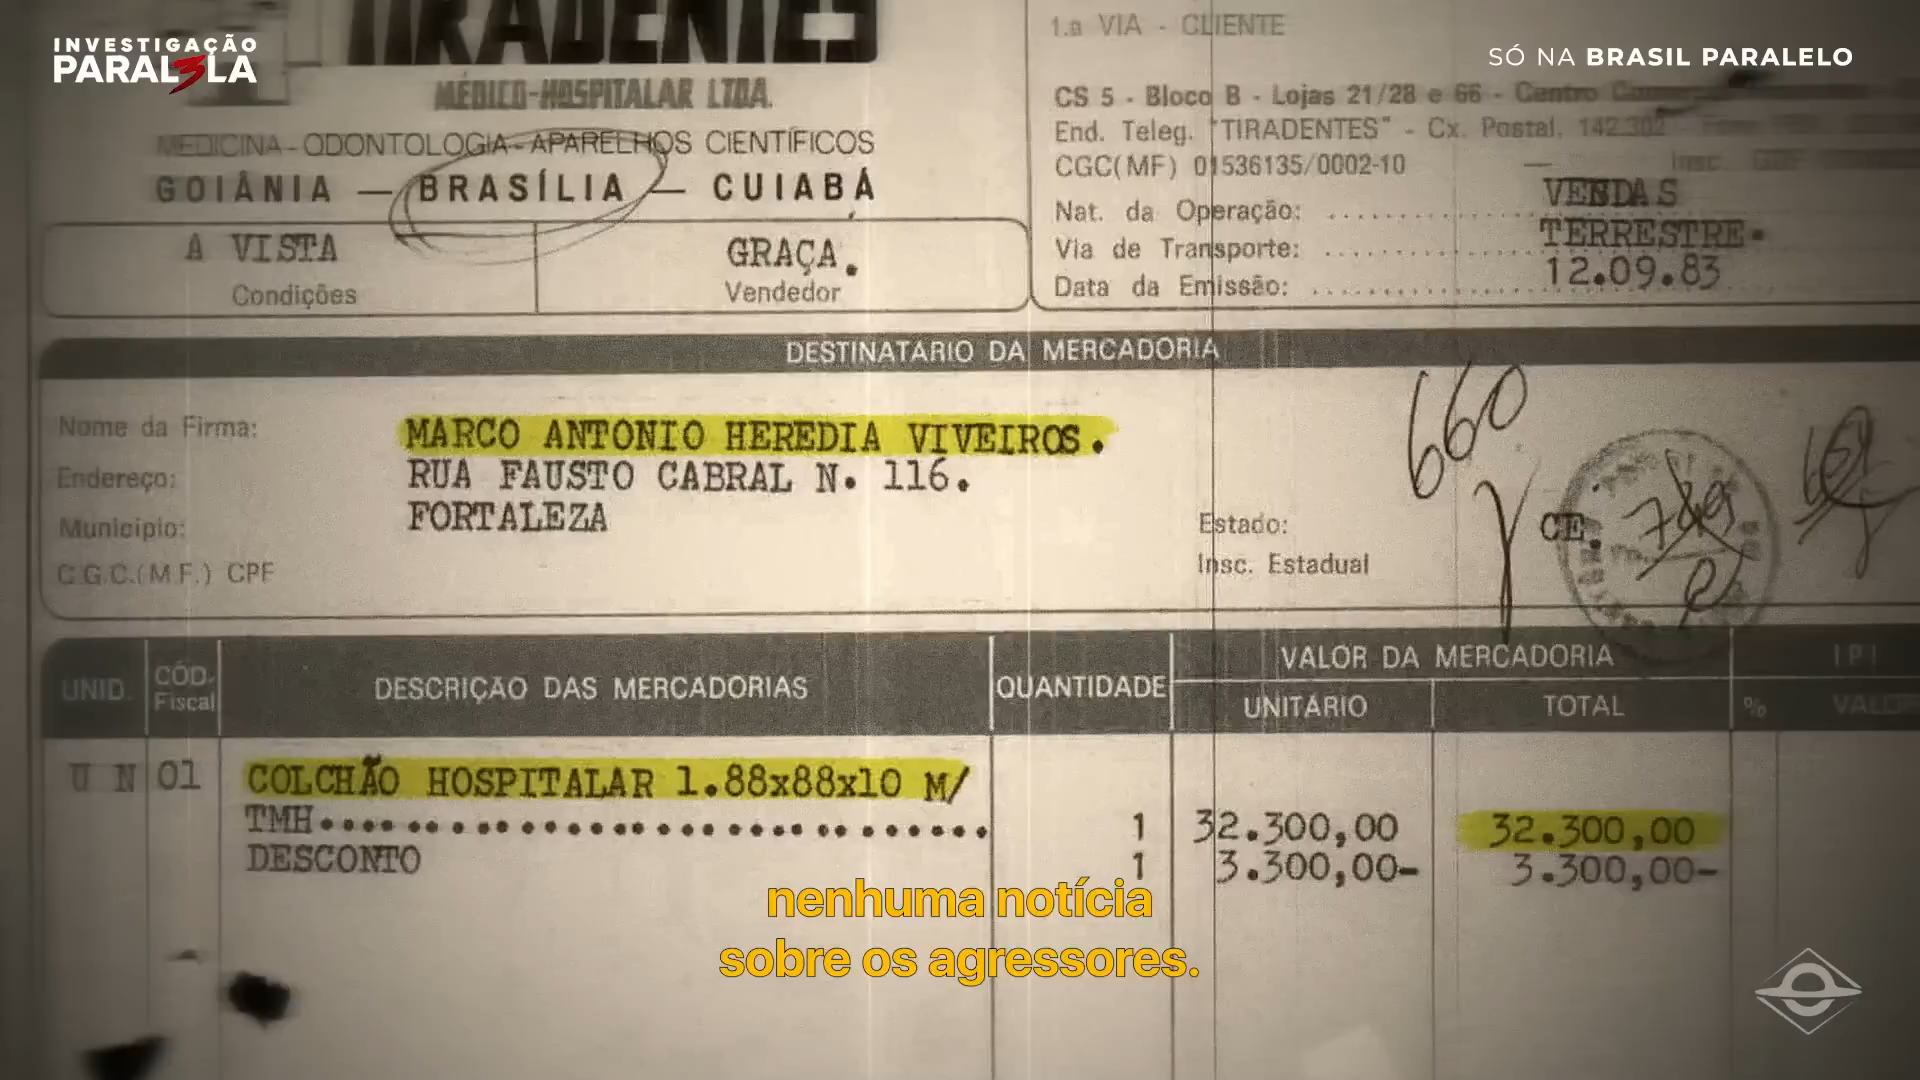 INVESTIGAÇÃO
PARAL3LA
SÓ NA BRASIL PARALELO
TIRADENTES
MÉDICO-HOSPITALAR LTDA.
MEDICINA-ODONTOLOGIA-APARELHOS CIENTÍFICOS
GOIÂNIA — BRASÍLIA — CUIABÁ
A VISTA
Condições
GRAÇA.
Vendedor
1.a VIA - CLIENTE
CS 5 - Bloco B - Lojas 21/28 e 66 - Centro
End. Teleg. "TIRADENTES" - Cx. Postal, 142.302
CGC(MF) 01536135/0002-10
Nat. da Operação: VENDAS
Via de Transporte: TERRESTRE.
Data da Emissão: 12.09.83
DESTINATARIO DA MERCADORIA
Nome da Firma: MARCO ANTONIO HEREDIA VIVEIROS.
Endereço: RUA FAUSTO CABRAL N. 116.
Municipio: FORTALEZA
Estado: CE.
C.G.C.(M.F.) CPF
Insc. Estadual
660
UNID. CÓD. Fiscal DESCRIÇÃO DAS MERCADORIAS QUANTIDADE VALOR DA MERCADORIA IPI
UNITÁRIO TOTAL % VALOR
UN 01 COLCHÃO HOSPITALAR 1.88x88x10 M/
TMH 1 32.300,00 32.300,00
DESCONTO 1 3.300,00- 3.300,00-
nenhuma notícia
sobre os agressores.